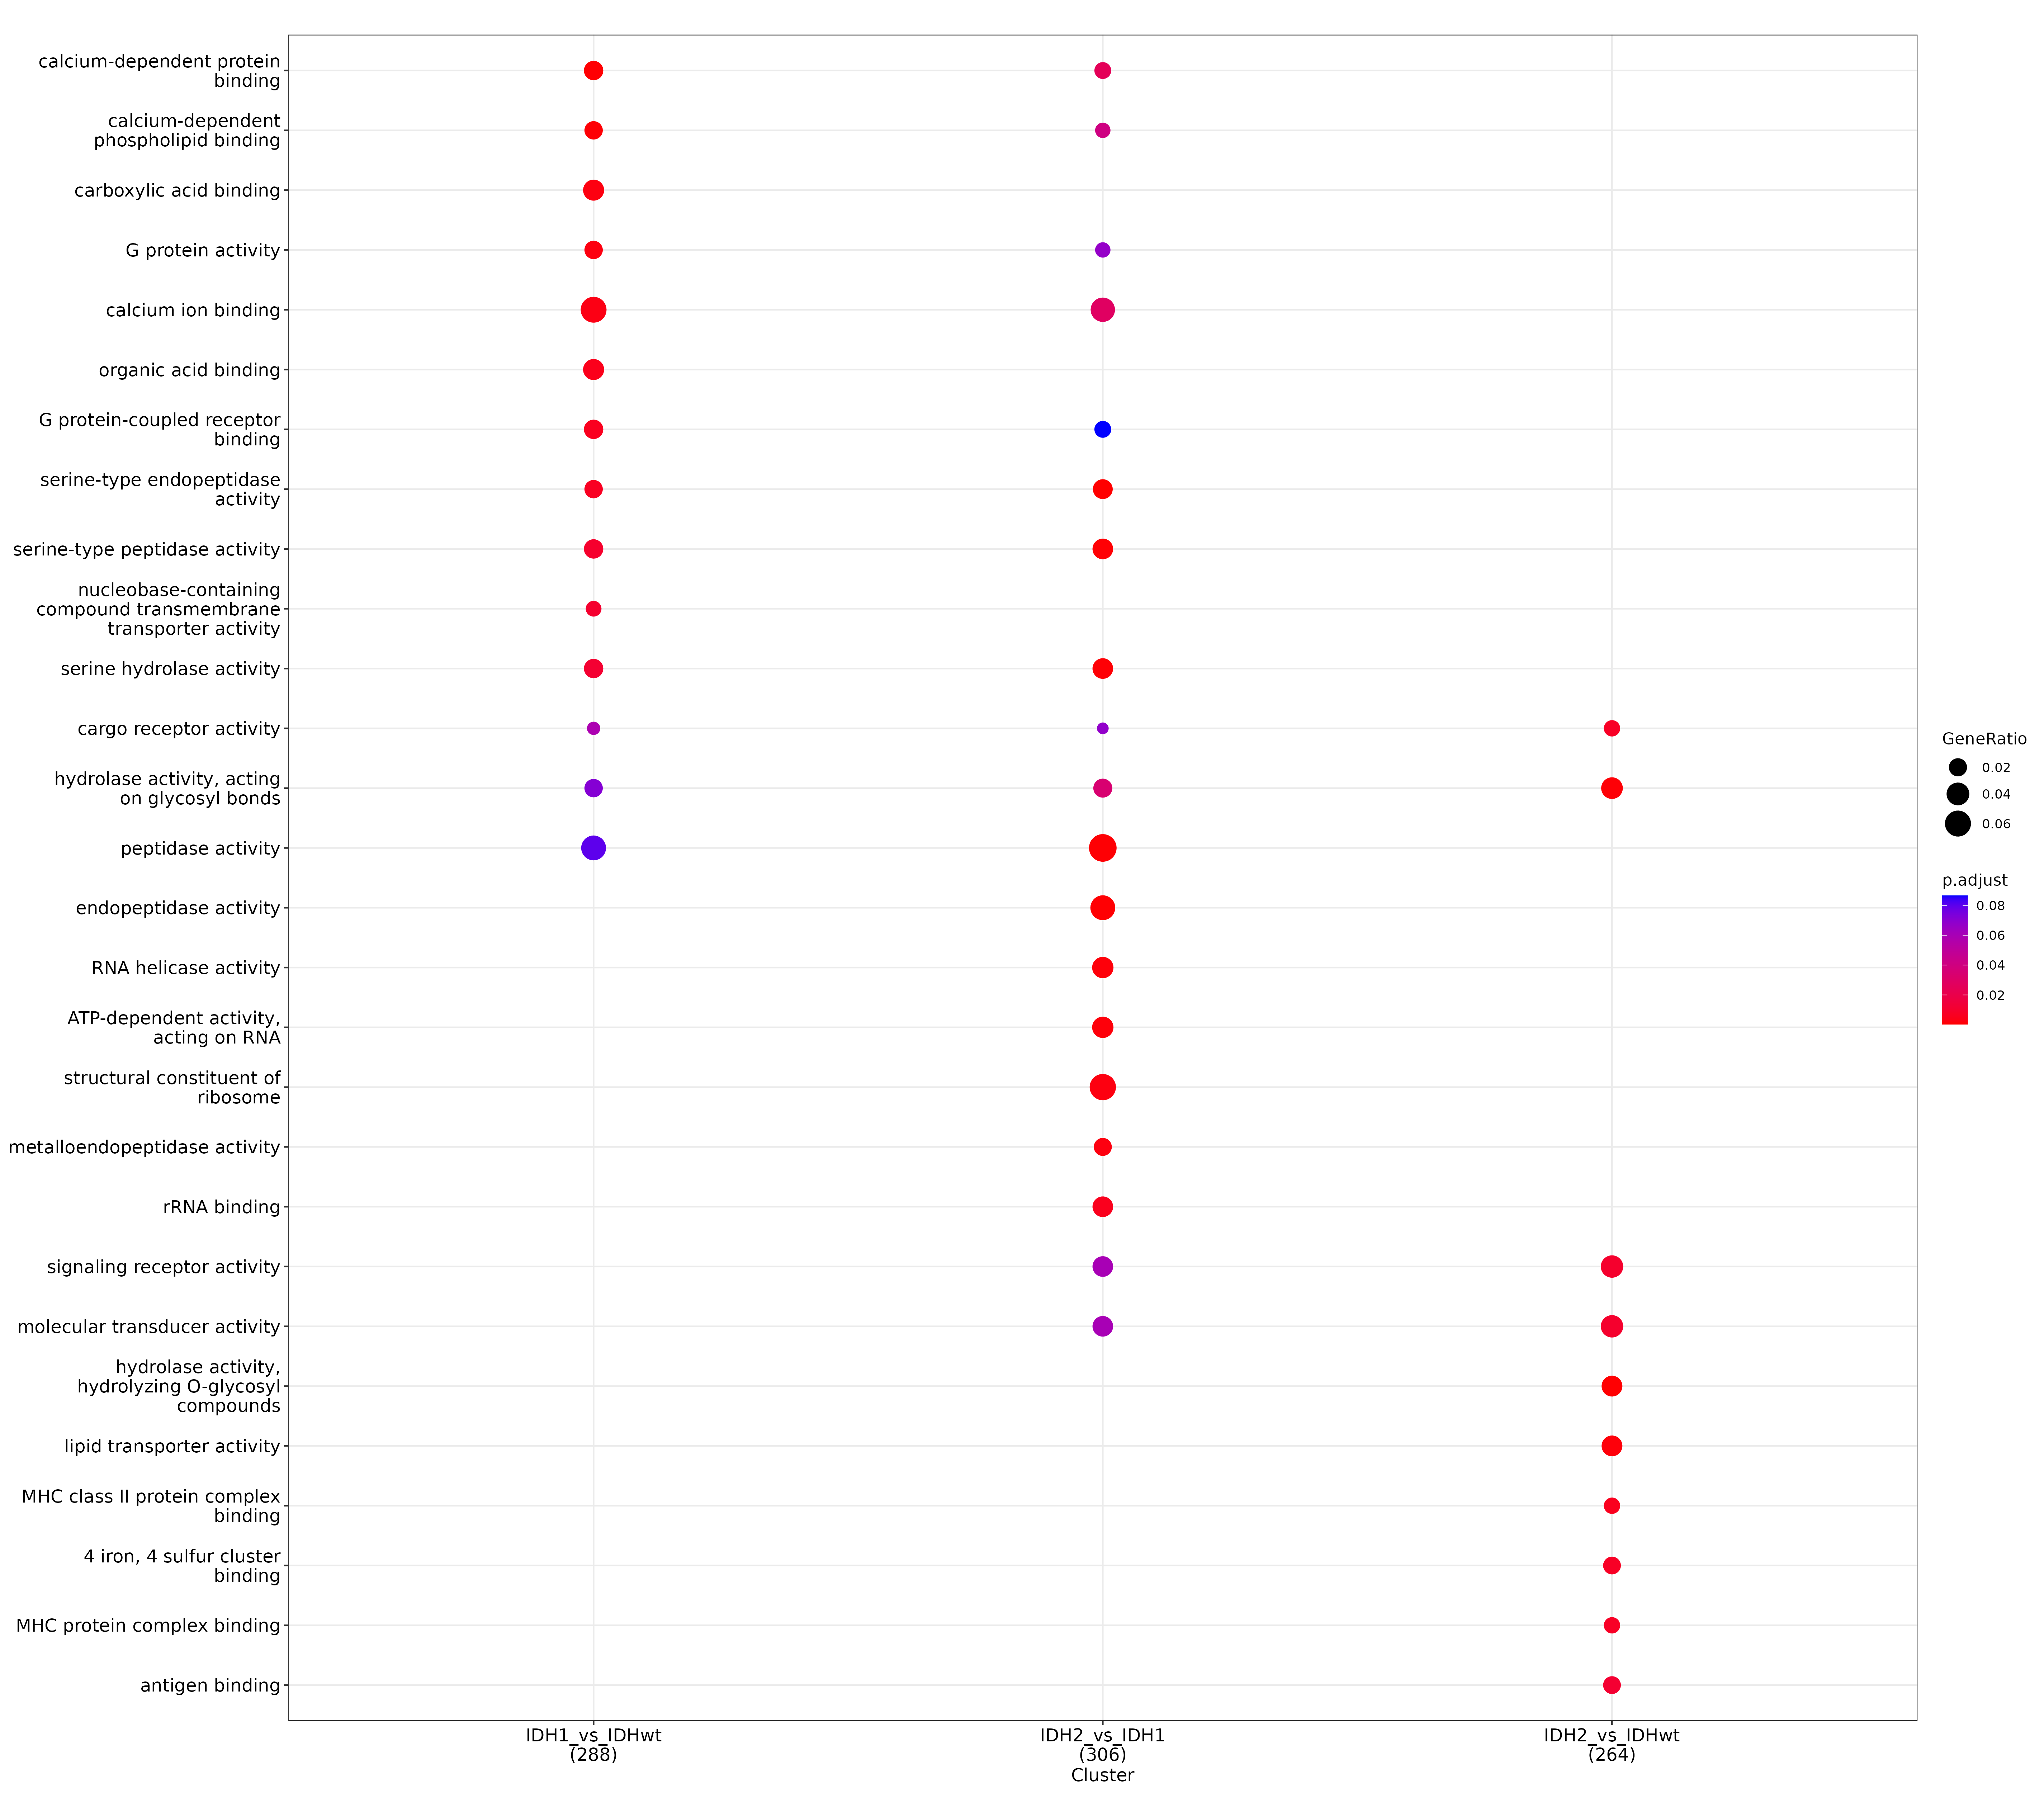 calcium-dependent protein
binding
calcium-dependent
phospholipid binding
carboxylic acid binding
G protein activity
calcium ion binding
organic acid binding
G protein-coupled receptor
binding
serine-type endopeptidase
activity
serine-type peptidase activity
nucleobase-containing
compound transmembrane
transporter activity
serine hydrolase activity
cargo receptor activity
hydrolase activity, acting
on glycosyl bonds
peptidase activity
endopeptidase activity
RNA helicase activity
ATP-dependent activity,
acting on RNA
structural constituent of
ribosome
metalloendopeptidase activity
rRNA binding
signaling receptor activity
molecular transducer activity
hydrolase activity,
hydrolyzing O-glycosyl
compounds
lipid transporter activity
MHC class II protein complex
binding
4 iron, 4 sulfur cluster
binding
MHC protein complex binding
antigen binding
IDH1_vs_IDHwt
(288)
IDH2_vs_IDH1
(306)
IDH2_vs_IDHwt
(264)
Cluster
GeneRatio
0.02
0.04
0.06
p.adjust
0.08
0.06
0.04
0.02